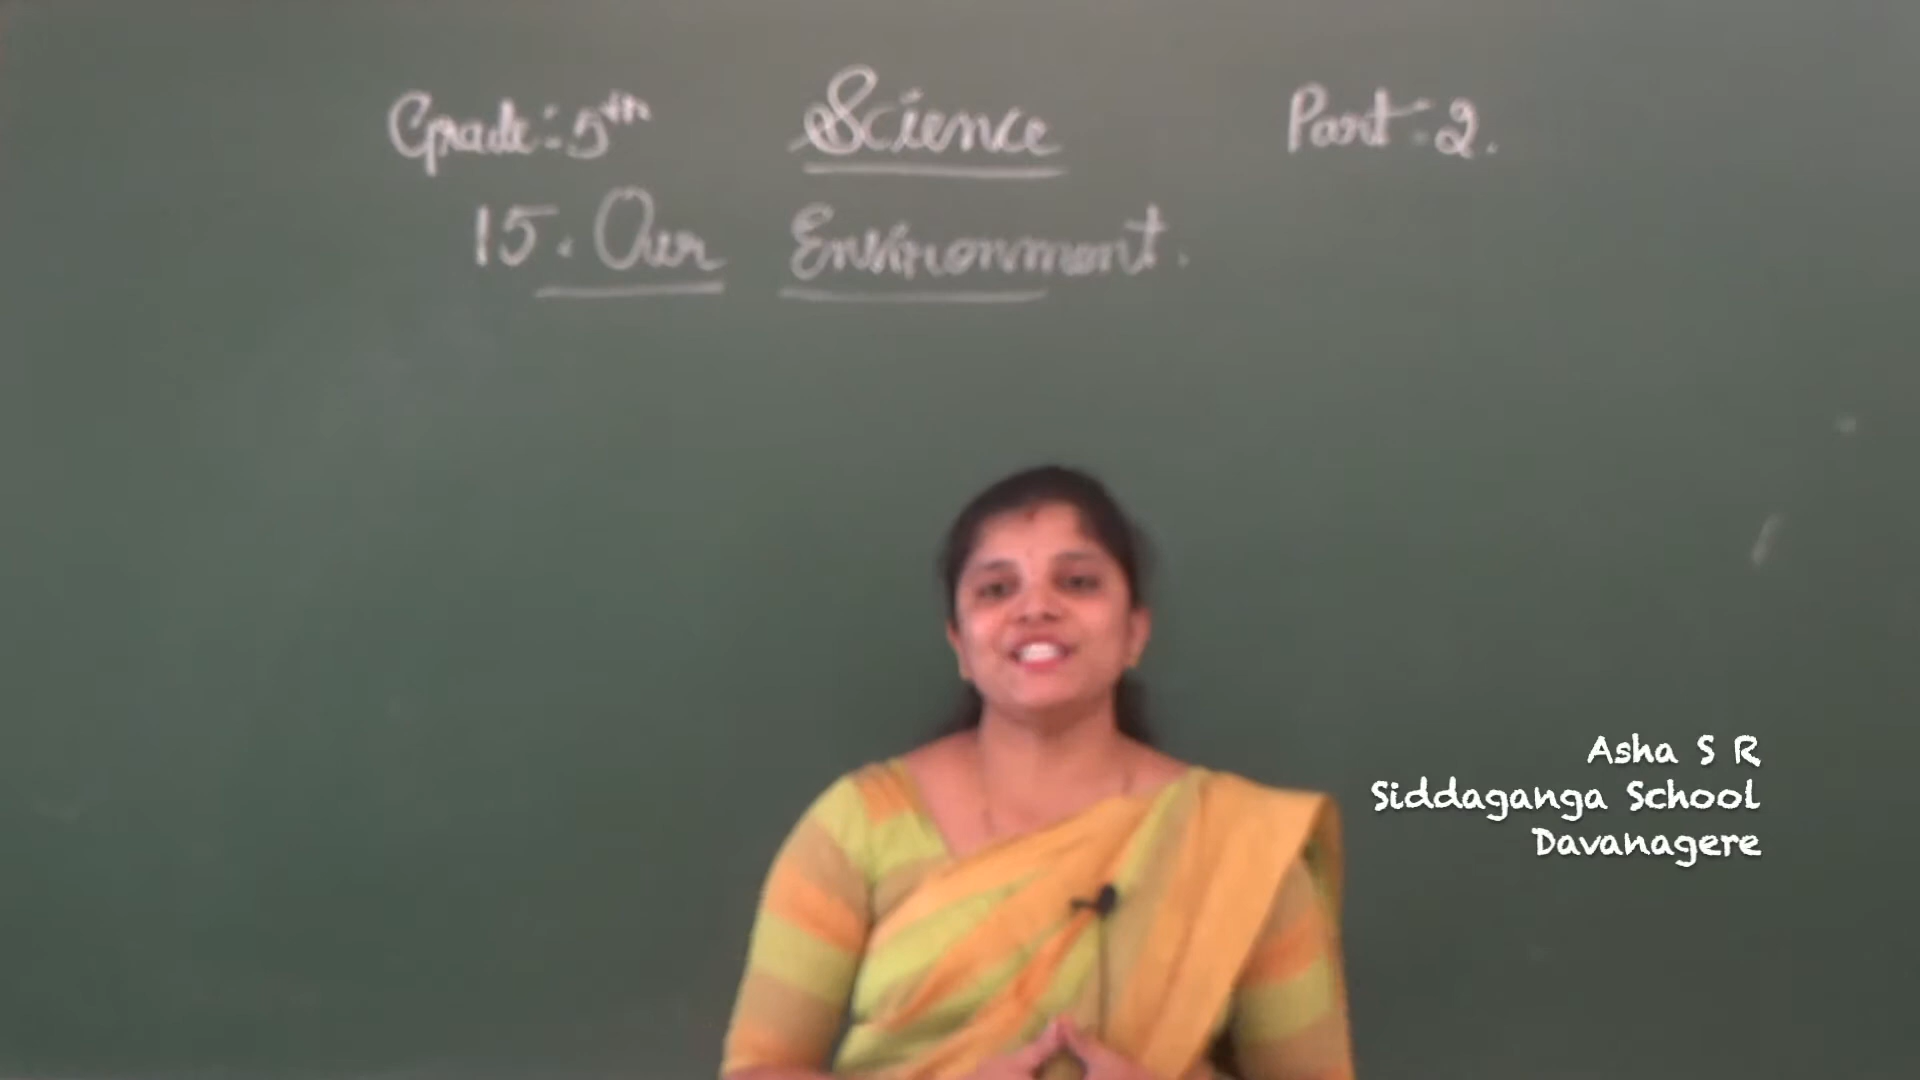 Grade:- 5th Science Part-2.
15. Our Environment.
Asha S R
Siddaganga School
Davanagere